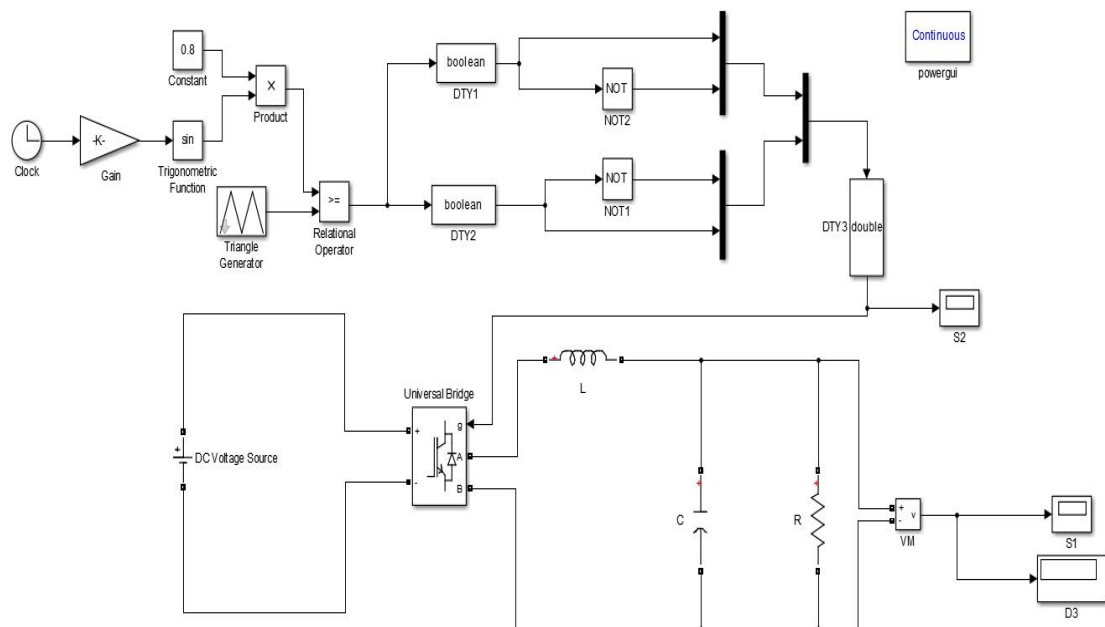 Continuous
powergui
0.8
Constant
boolean
DTY1
NOT
NOT2
×
Product
Clock
-K-
Gain
sin
Trigonometric
Function
NOT
NOT1
>=
Relational
Operator
boolean
DTY2
Triangle
Generator
DTY3 double
S2
L
Universal Bridge
+
g
A
-
B
+
DC Voltage Source
+
C
+
R
+
+
-
v
VM
S1
D3